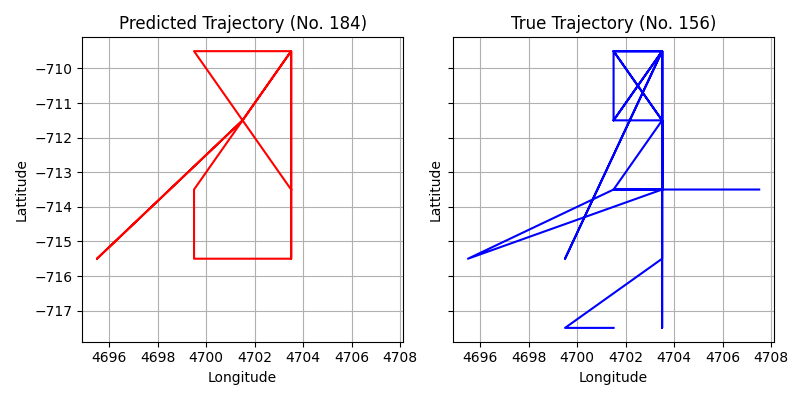 Predicted Trajectory (No. 184)
True Trajectory (No. 156)
Lattitude
−710
−711
−712
−713
−714
−715
−716
−717
4696 4698 4700 4702 4704 4706 4708
Longitude
Lattitude
4696 4698 4700 4702 4704 4706 4708
Longitude